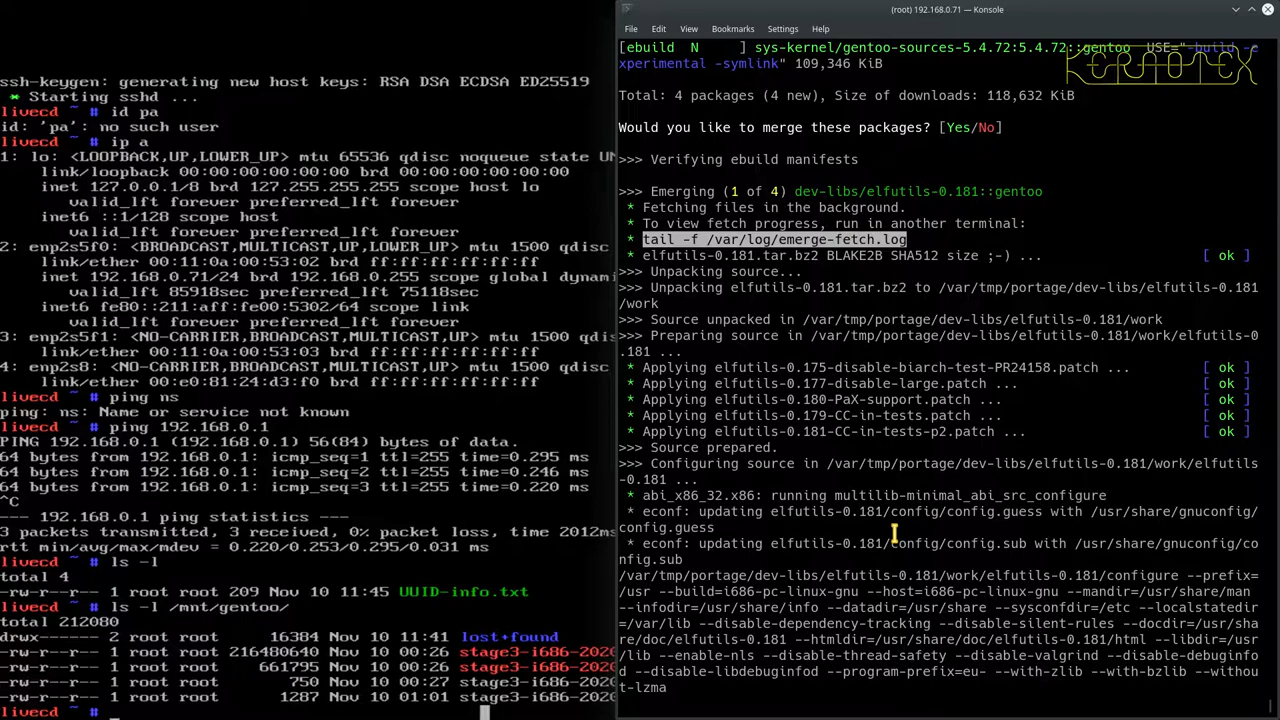 ssh-keygen: generating new host keys: RSA DSA ECDSA ED25519
* Starting sshd ...
livecd ~ # id pa
id: 'pa': no such user
livecd ~ # ip a
1: lo: <LOOPBACK,UP,LOWER_UP> mtu 65536 qdisc noqueue state UN
link/loopback 00:00:00:00:00:00 brd 00:00:00:00:00:00
inet 127.0.0.1/8 brd 127.255.255.255 scope host lo
valid_lft forever preferred_lft forever
inet6 ::1/128 scope host
valid_lft forever preferred_lft forever
2: enp2s5f0: <BROADCAST,MULTICAST,UP,LOWER_UP> mtu 1500 qdisc
link/ether 00:11:0a:00:53:02 brd ff:ff:ff:ff:ff:ff
inet 192.168.0.71/24 brd 192.168.0.255 scope global dynami
valid_lft 85918sec preferred_lft 75118sec
inet6 fe80::211:aff:fe00:5302/64 scope link
valid_lft forever preferred_lft forever
3: enp2s5f1: <NO-CARRIER,BROADCAST,MULTICAST,UP> mtu 1500 qdis
link/ether 00:11:0a:00:53:03 brd ff:ff:ff:ff:ff:ff
4: enp2s8: <NO-CARRIER,BROADCAST,MULTICAST,UP> mtu 1500 qdisc
link/ether 00:e0:81:24:d3:f0 brd ff:ff:ff:ff:ff:ff
livecd ~ # ping ns
ping: ns: Name or service not known
livecd ~ # ping 192.168.0.1
PING 192.168.0.1 (192.168.0.1) 56(84) bytes of data.
64 bytes from 192.168.0.1: icmp_seq=1 ttl=255 time=0.295 ms
64 bytes from 192.168.0.1: icmp_seq=2 ttl=255 time=0.246 ms
64 bytes from 192.168.0.1: icmp_seq=3 ttl=255 time=0.220 ms
^C
--- 192.168.0.1 ping statistics ---
3 packets transmitted, 3 received, 0% packet loss, time 2012ms
rtt min/avg/max/mdev = 0.220/0.253/0.295/0.031 ms
livecd ~ # ls -l
total 4
-rw-r--r-- 1 root root 209 Nov 10 11:45 UUID-info.txt
livecd ~ # ls -l /mnt/gentoo/
total 212080
drwx------ 2 root root 16384 Nov 10 11:41 lost+found
-rw-r--r-- 1 root root 216480640 Nov 10 00:26 stage3-i686-2020
-rw-r--r-- 1 root root 661795 Nov 10 00:26 stage3-i686-2020
-rw-r--r-- 1 root root 750 Nov 10 00:27 stage3-i686-2020
-rw-r--r-- 1 root root 1287 Nov 10 01:01 stage3-i686-2020
livecd ~ #
(root) 192.168.0.71 — Konsole
File Edit View Bookmarks Settings Help
[ebuild N ] sys-kernel/gentoo-sources-5.4.72:5.4.72::gentoo USE="-build -e
xperimental -symlink" 109,346 KiB
KERNOTEX
Total: 4 packages (4 new), Size of downloads: 118,632 KiB
Would you like to merge these packages? [Yes/No]
>>> Verifying ebuild manifests
>>> Emerging (1 of 4) dev-libs/elfutils-0.181::gentoo
* Fetching files in the background.
* To view fetch progress, run in another terminal:
* tail -f /var/log/emerge-fetch.log
* elfutils-0.181.tar.bz2 BLAKE2B SHA512 size ;-) ... [ ok ]
>>> Unpacking source...
>>> Unpacking elfutils-0.181.tar.bz2 to /var/tmp/portage/dev-libs/elfutils-0.181
/work
>>> Source unpacked in /var/tmp/portage/dev-libs/elfutils-0.181/work
>>> Preparing source in /var/tmp/portage/dev-libs/elfutils-0.181/work/elfutils-0
.181 ...
* Applying elfutils-0.175-disable-biarch-test-PR24158.patch ... [ ok ]
* Applying elfutils-0.177-disable-large.patch ... [ ok ]
* Applying elfutils-0.180-PaX-support.patch ... [ ok ]
* Applying elfutils-0.179-CC-in-tests.patch ... [ ok ]
* Applying elfutils-0.181-CC-in-tests-p2.patch ... [ ok ]
>>> Source prepared.
>>> Configuring source in /var/tmp/portage/dev-libs/elfutils-0.181/work/elfutils
-0.181 ...
* abi_x86_32.x86: running multilib-minimal_abi_src_configure
* econf: updating elfutils-0.181/config/config.guess with /usr/share/gnuconfig/
config.guess
* econf: updating elfutils-0.181/config/config.sub with /usr/share/gnuconfig/co
nfig.sub
/var/tmp/portage/dev-libs/elfutils-0.181/work/elfutils-0.181/configure --prefix=
/usr --build=i686-pc-linux-gnu --host=i686-pc-linux-gnu --mandir=/usr/share/man
--infodir=/usr/share/info --datadir=/usr/share --sysconfdir=/etc --localstatedir
=/var/lib --disable-dependency-tracking --disable-silent-rules --docdir=/usr/sha
re/doc/elfutils-0.181 --htmldir=/usr/share/doc/elfutils-0.181/html --libdir=/usr
/lib --enable-nls --disable-thread-safety --disable-valgrind --disable-debuginfo
d --disable-libdebuginfod --program-prefix=eu- --with-zlib --with-bzlib --withou
t-lzma